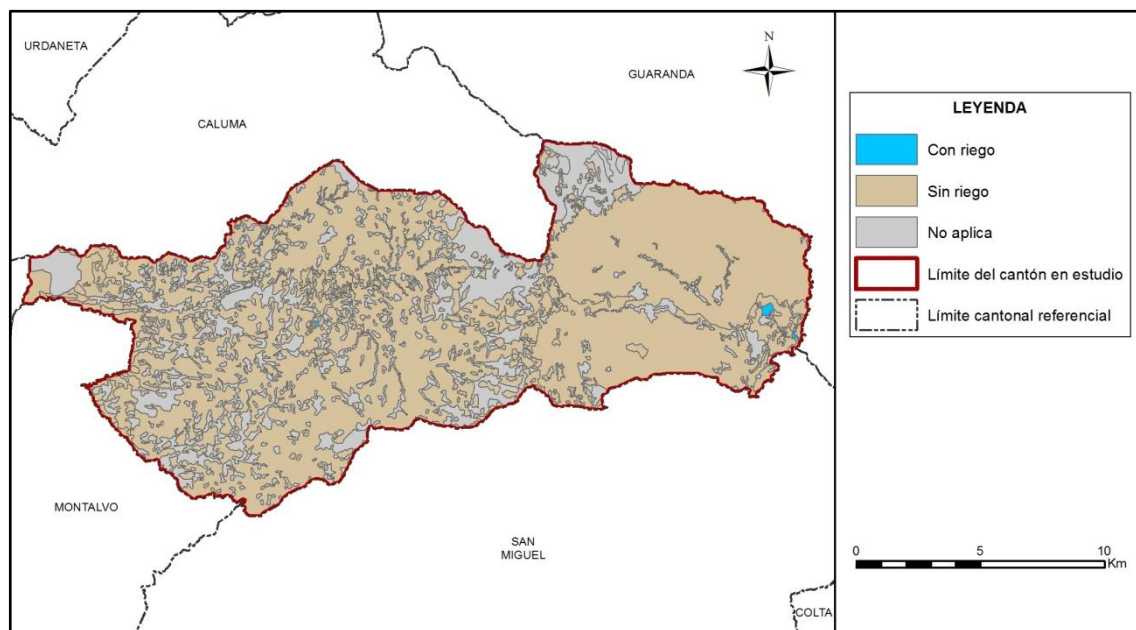 URDANETA
GUARANDA
N
CALUMA
MONTALVO
SAN
MIGUEL
COLTA
LEYENDA
Con riego
Sin riego
No aplica
Límite del cantón en estudio
Límite cantonal referencial
0 5 10
Km